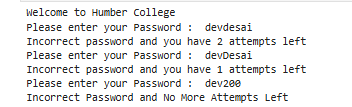 Welcome to Humber College
Please enter your Password :  devdesai
Incorrect password and you have 2 attempts left
Please enter your Password :  devDesai
Incorrect password and you have 1 attempts left
Please enter your Password :  dev200
Incorrect Password and No More Attempts Left